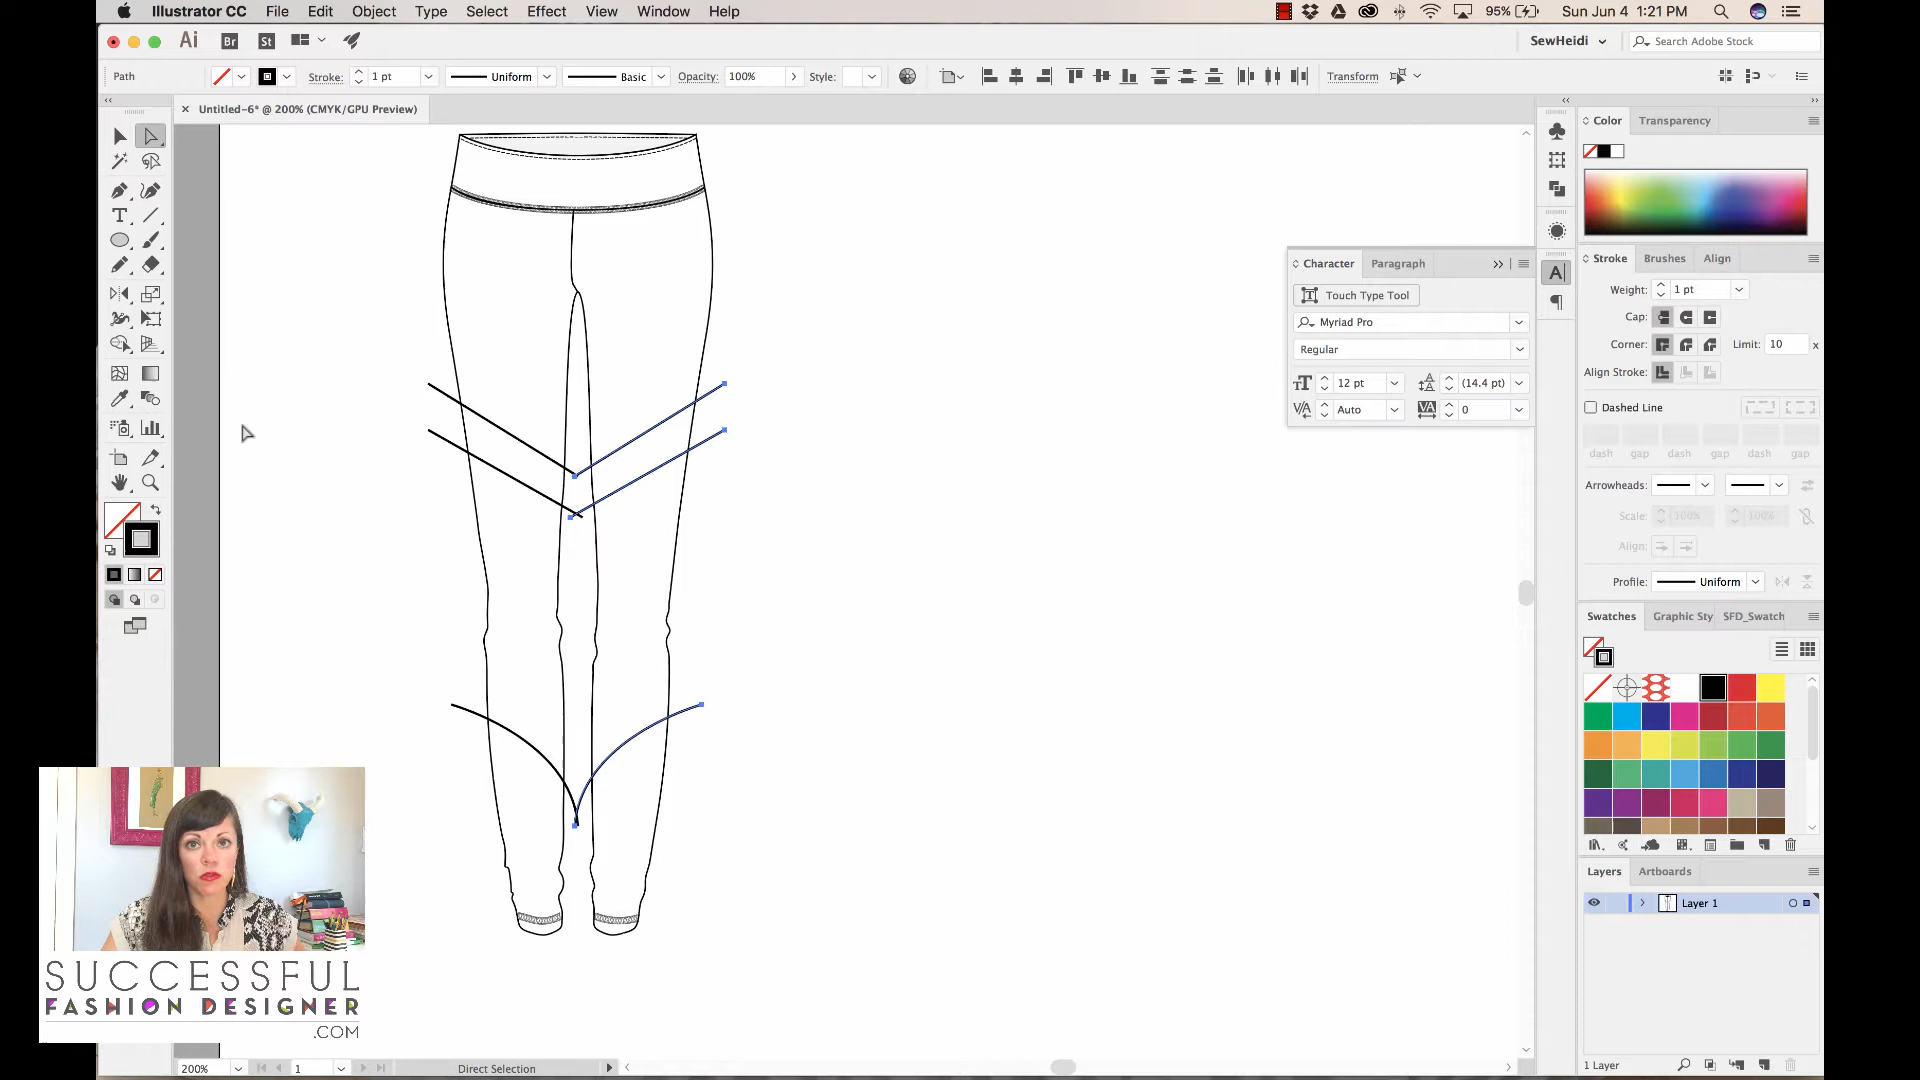 Illustrator CC File Edit Object Type Select Effect View Window Help 95% Sun Jun 4 1:21 PM
Ai Br St SewHeidi Search Adobe Stock
Path Stroke: 1 pt Uniform Basic Opacity: 100% Style: Transform
Untitled-6* @ 200% (CMYK/GPU Preview)
Color Transparency
Stroke Brushes Align
Weight: 1 pt
Cap:
Corner: Limit: 10 x
Align Stroke:
Dashed Line
dash gap dash gap dash gap
Arrowheads:
Scale: 100% 100%
Align:
Profile: Uniform
Character Paragraph
Touch Type Tool
Myriad Pro
Regular
12 pt (14.4 pt)
Auto 0
Swatches Graphic Sty SFD_Swatch
Layers Artboards
Layer 1
1 Layer
SUCCESSFUL
FASHION DESIGNER
.COM
200% 1 Direct Selection